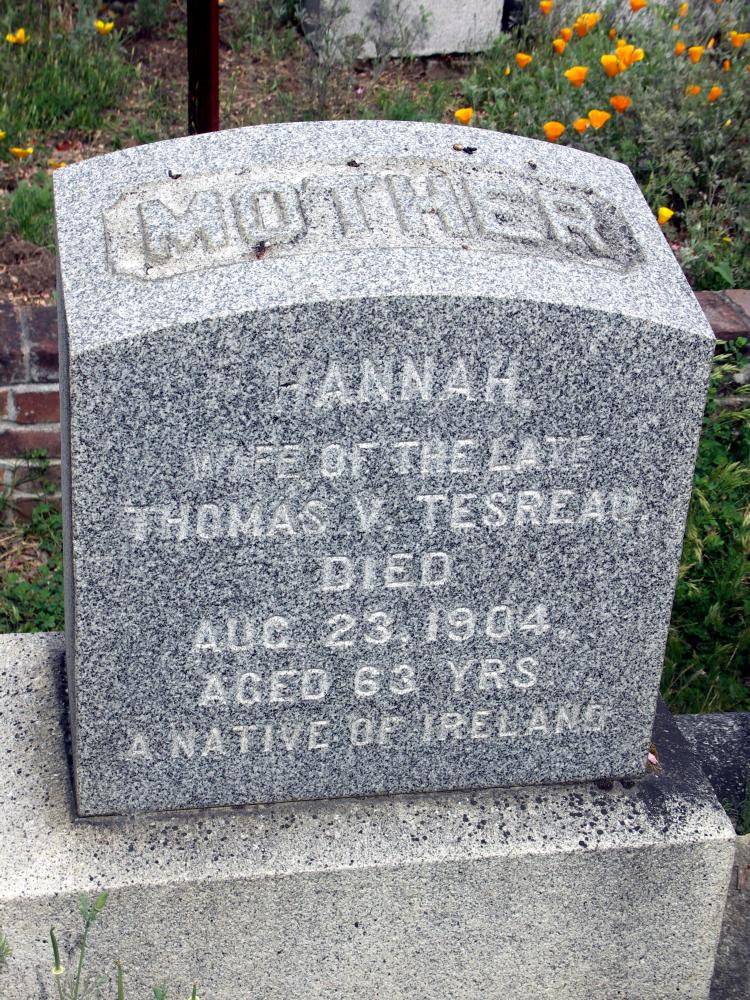 MOTHER
HANNAH,
WIFE OF THE LATE
THOMAS V. TESREAU,
DIED
AUG. 23, 1904.
AGED 63 YRS.
A NATIVE OF IRELAND